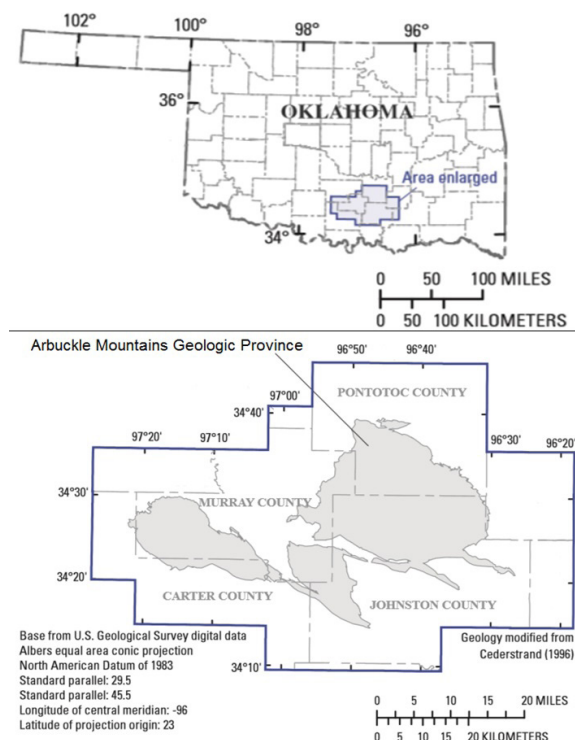 102°
100°
98°
96°
36°
OKLAHOMA
Area enlarged
34°
0 50 100 MILES
0 50 100 KILOMETERS
Arbuckle Mountains Geologic Province
96°50' 96°40'
PONTOTOC COUNTY
97°00'
34°40'
97°20' 97°10'
96°30' 96°20'
34°30'
MURRAY COUNTY
34°20'
CARTER COUNTY
JOHNSTON COUNTY
34°10'
Base from U.S. Geological Survey digital data
Albers equal area conic projection
North American Datum of 1983
Standard parallel: 29.5
Standard parallel: 45.5
Longitude of central meridian: -96
Latitude of projection origin: 23
Geology modified from
Cederstrand (1996)
0 5 10 15 20 MILES
0 5 10 15 20 KILOMETERS